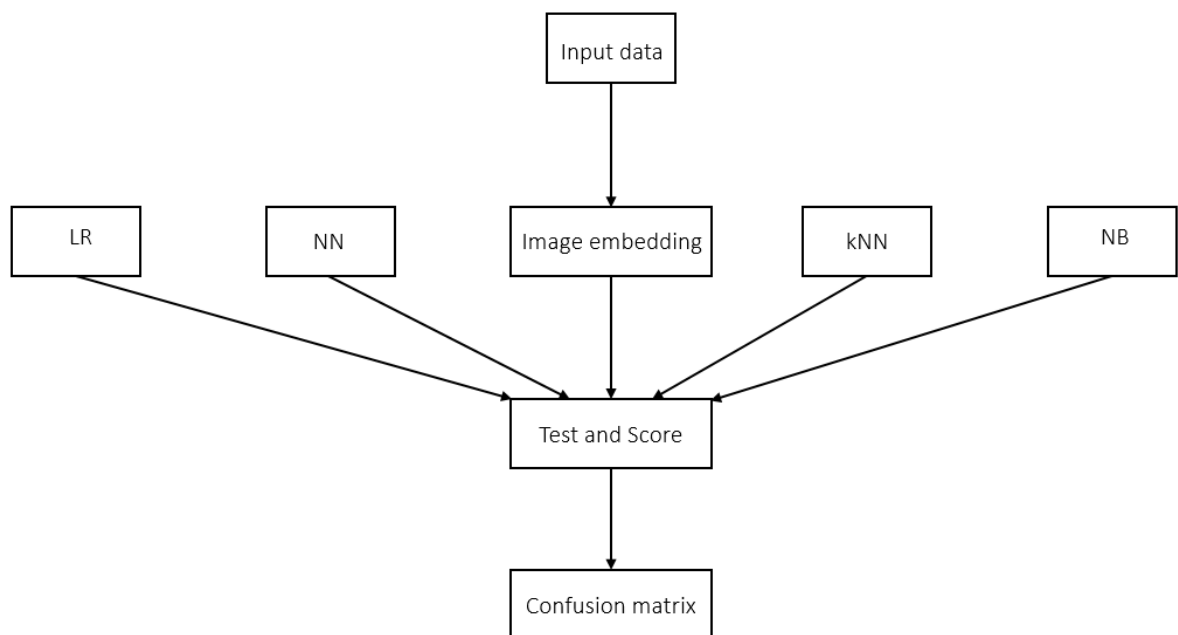 Input data
LR
NN
Image embedding
kNN
NB
Test and Score
Confusion matrix